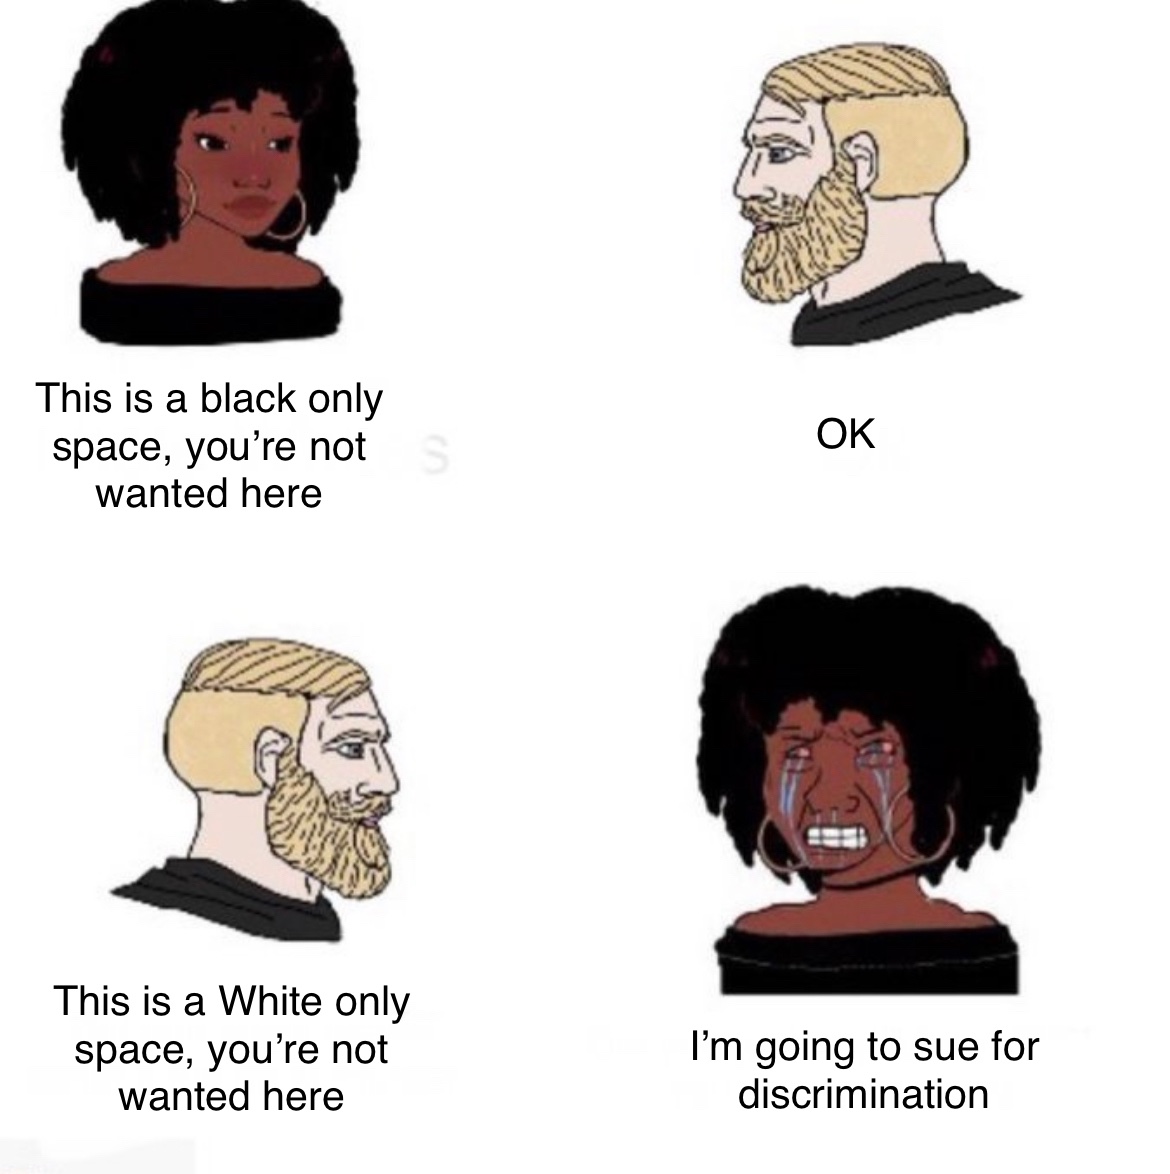 This is a black only
space, you're not
wanted here
OK
This is a White only
space, you're not
wanted here
I'm going to sue for
discrimination